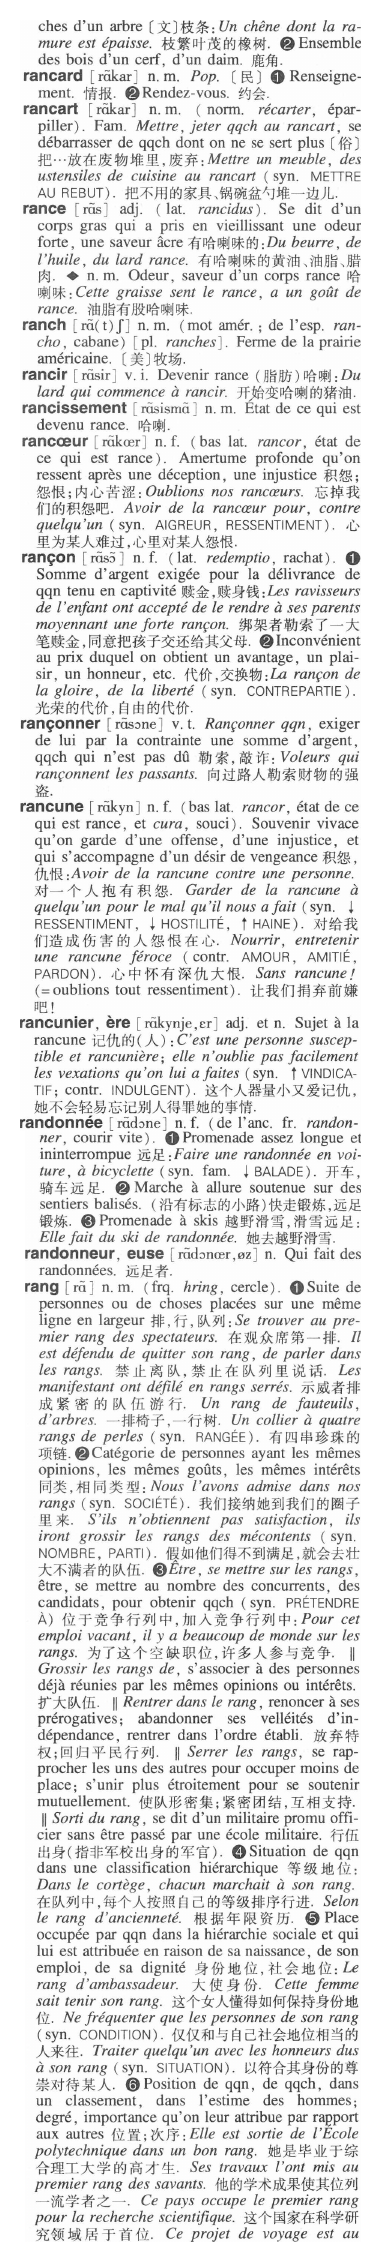 ches d'un arbre〔文〕枝条:Un chêne dont la ra-
mure est épaisse. 枝繁叶茂的橡树. ❷ Ensemble
des bois d'un cerf, d'un daim. 鹿角.
rancard [rɑ̃kar] n. m. Pop.〔民〕❶ Renseigne-
ment. 情报. ❷ Rendez-vous. 约会.
rancart [rɑ̃kar] n. m. (norm. récarter, épar-
piller). Fam. Mettre, jeter qqch au rancart, se
débarrasser de qqch dont on ne se sert plus〔俗〕
把…放在废物堆里,废弃:Mettre un meuble, des
ustensiles de cuisine au rancart (syn. METTRE
AU REBUT). 把不用的家具、锅碗盆勺堆一边儿.
rance [rɑ̃s] adj. (lat. rancidus). Se dit d'un
corps gras qui a pris en vieillissant une odeur
forte, une saveur âcre 有哈喇味的:Du beurre, de
l'huile, du lard rance. 有哈喇味的黄油、油脂、腊
肉. ◆ n. m. Odeur, saveur d'un corps rance 哈
喇味:Cette graisse sent le rance, a un goût de
rance. 油脂有股哈喇味.
ranch [rɑ̃(t)ʃ] n. m. (mot amér.; de l'esp. ran-
cho, cabane) [pl. ranches]. Ferme de la prairie
américaine.〔美〕牧场.
rancir [rɑ̃sir] v. i. Devenir rance (脂肪)哈喇:Du
lard qui commence à rancir. 开始变哈喇的猪油.
rancissement [rɑ̃sismɑ̃] n. m. État de ce qui est
devenu rance. 哈喇.
rancœur [rɑ̃kœr] n. f. (bas lat. rancor, état de
ce qui est rance). Amertume profonde qu'on
ressent après une déception, une injustice 积怨;
怨恨;内心苦涩:Oublions nos rancœurs. 忘掉我
们的积怨吧. Avoir de la rancœur pour, contre
quelqu'un (syn. AIGREUR, RESSENTIMENT). 心
里为某人难过,心里对某人怨恨.
rançon [rɑ̃sɔ̃] n. f. (lat. redemptio, rachat). ❶
Somme d'argent exigée pour la délivrance de
qqn tenu en captivité 赎金,赎身钱:Les ravisseurs
de l'enfant ont accepté de le rendre à ses parents
moyennant une forte rançon. 绑架者勒索了一大
笔赎金,同意把孩子交还给其父母. ❷ Inconvénient
au prix duquel on obtient un avantage, un plai-
sir, un honneur, etc. 代价,交换物:La rançon de
la gloire, de la liberté (syn. CONTREPARTIE).
光荣的代价,自由的代价.
rançonner [rɑ̃sɔne] v. t. Rançonner qqn, exiger
de lui par la contrainte une somme d'argent,
qqch qui n'est pas dû 勒索,敲诈:Voleurs qui
rançonnent les passants. 向过路人勒索财物的强
盗.
rancune [rɑ̃kyn] n. f. (bas lat. rancor, état de ce
qui est rance, et cura, souci). Souvenir vivace
qu'on garde d'une offense, d'une injustice, et
qui s'accompagne d'un désir de vengeance 积怨,
仇恨:Avoir de la rancune contre une personne.
对一个人抱有积怨. Garder de la rancune à
quelqu'un pour le mal qu'il nous a fait (syn. ↓
RESSENTIMENT, ↓ HOSTILITÉ, ↑ HAINE). 对给我
们造成伤害的人怨恨在心. Nourrir, entretenir
une rancune féroce (contr. AMOUR, AMITIÉ,
PARDON). 心中怀有深仇大恨. Sans rancune!
(= oublions tout ressentiment). 让我们捐弃前嫌
吧!
rancunier, ère [rɑ̃kynje,ɛr] adj. et n. Sujet à la
rancune 记仇的(人):C'est une personne suscep-
tible et rancunière; elle n'oublie pas facilement
les vexations qu'on lui a faites (syn. ↑ VINDICA-
TIF; contr. INDULGENT). 这个人器量小又爱记仇,
她不会轻易忘记别人得罪她的事情.
randonnée [rɑ̃dɔne] n. f. (de l'anc. fr. randon-
ner, courir vite). ❶ Promenade assez longue et
ininterrompue 远足:Faire une randonnée en voi-
ture, à bicyclette (syn. fam. ↓ BALADE). 开车,
骑车远足. ❷ Marche à allure soutenue sur des
sentiers balisés. (沿有标志的小路)快走锻炼,远足
锻炼. ❸ Promenade à skis 越野滑雪,滑雪远足:
Elle fait du ski de randonnée. 她去越野滑雪.
randonneur, euse [rɑ̃dɔnœr,øz] n. Qui fait des
randonnées. 远足者.
rang [rɑ̃] n. m. (frq. hring, cercle). ❶ Suite de
personnes ou de choses placées sur une même
ligne en largeur 排,行,队列:Se trouver au pre-
mier rang des spectateurs. 在观众席第一排. Il
est défendu de quitter son rang, de parler dans
les rangs. 禁止离队,禁止在队列里说话. Les
manifestant ont défilé en rangs serrés. 示威者排
成紧密的队伍游行. Un rang de fauteuils,
d'arbres. 一排椅子,一行树. Un collier à quatre
rangs de perles (syn. RANGÉE). 有四串珍珠的
项链. ❷ Catégorie de personnes ayant les mêmes
opinions, les mêmes goûts, les mêmes intérêts
同类,相同类型:Nous l'avons admise dans nos
rangs (syn. SOCIÉTÉ). 我们接纳她到我们的圈子
里来. S'ils n'obtiennent pas satisfaction, ils
iront grossir les rangs des mécontents (syn.
NOMBRE, PARTI). 假如他们得不到满足,就会去壮
大不满者的队伍. ❸ Être, se mettre sur les rangs,
être, se mettre au nombre des concurrents, des
candidats, pour obtenir qqch (syn. PRÉTENDRE
À) 位于竞争行列中,加入竞争行列中:Pour cet
emploi vacant, il y a beaucoup de monde sur les
rangs. 为了这个空缺职位,许多人参与竞争. ‖
Grossir les rangs de, s'associer à des personnes
déjà réunies par les mêmes opinions ou intérêts.
扩大队伍. ‖ Rentrer dans le rang, renoncer à ses
prérogatives; abandonner ses velléités d'in-
dépendance, rentrer dans l'ordre établi. 放弃特
权;回归平民行列. ‖ Serrer les rangs, se rap-
procher les uns des autres pour occuper moins de
place; s'unir plus étroitement pour se soutenir
mutuellement. 使队形密集;紧密团结,互相支持.
‖ Sorti du rang, se dit d'un militaire promu offi-
cier sans être passé par une école militaire. 行伍
出身(指非军校出身的军官). ❹ Situation de qqn
dans une classification hiérarchique 等级地位:
Dans le cortège, chacun marchait à son rang.
在队列中,每个人按照自己的等级排序行进. Selon
le rang d'ancienneté. 根据年限资历. ❺ Place
occupée par qqn dans la hiérarchie sociale et qui
lui est attribuée en raison de sa naissance, de son
emploi, de sa dignité 身份地位,社会地位:Le
rang d'ambassadeur. 大使身份. Cette femme
sait tenir son rang. 这个女人懂得如何保持身份地
位. Ne fréquenter que les personnes de son rang
(syn. CONDITION). 仅仅和与自己社会地位相当的
人来往. Traiter quelqu'un avec les honneurs dus
à son rang (syn. SITUATION). 以符合其身份的尊
崇对待某人. ❻ Position de qqn, de qqch, dans
un classement, dans l'estime des hommes;
degré, importance qu'on leur attribue par rapport
aux autres 位置;次序:Elle est sortie de l'École
polytechnique dans un bon rang. 她是毕业于综
合理工大学的高才生. Ses travaux l'ont mis au
premier rang des savants. 他的学术成果使其位列
一流学者之一. Ce pays occupe le premier rang
pour la recherche scientifique. 这个国家在科学研
究领域居于首位. Ce projet de voyage est au